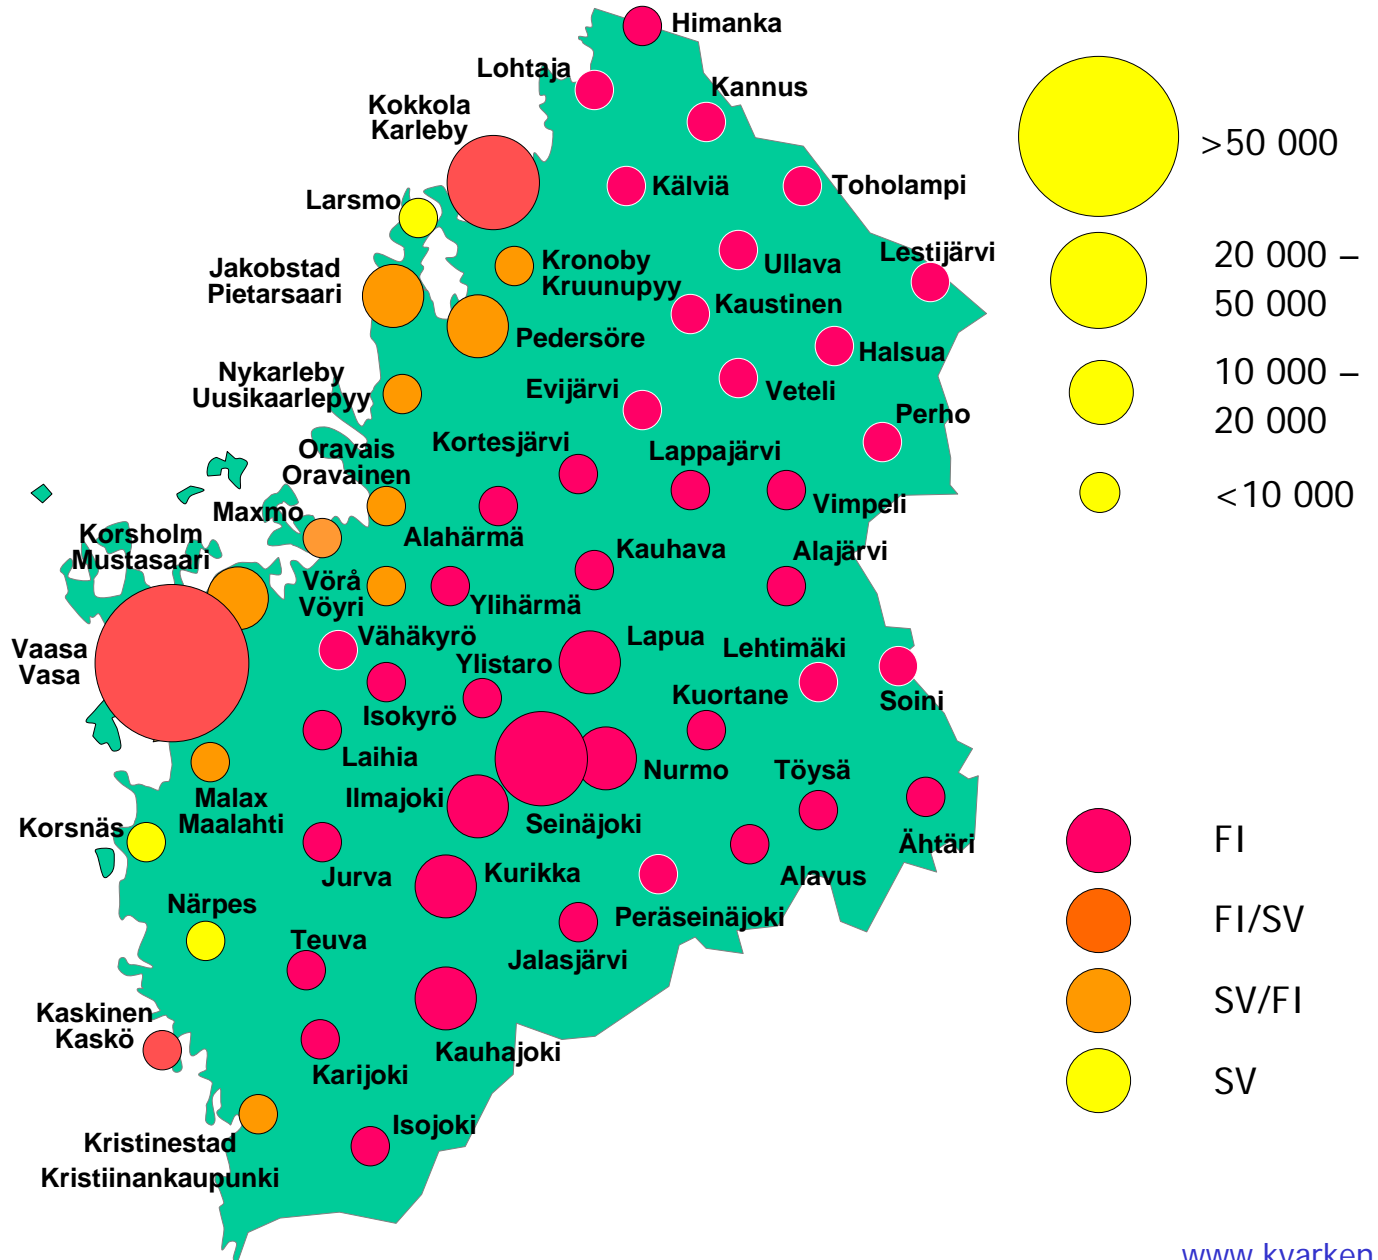 Himanka
Lohtaja
Kannus
Kokkola
Karleby
Kälviä
Toholampi
Larsmo
Ullava
Lestijärvi
Kronoby
Kruunupyy
Jakobstad
Pietarsaari
Kaustinen
Pedersöre
Halsua
Nykarleby
Uusikaarlepyy
Evijärvi
Veteli
Perho
Oravais
Oravainen
Kortesjärvi
Lappajärvi
Vimpeli
Maxmo
Alahärmä
Korsholm
Mustasaari
Kauhava
Alajärvi
Vörå
Vöyri
Ylihärmä
Vaasa
Vasa
Vähäkyrö
Ylistaro
Lapua
Lehtimäki
Kuortane
Soini
Isokyrö
Laihia
Nurmo
Töysä
Malax
Maalahti
Ilmajoki
Seinäjoki
Korsnäs
Ähtäri
Jurva
Kurikka
Alavus
Närpes
Peräseinäjoki
Teuva
Jalasjärvi
Kaskinen
Kaskö
Kauhajoki
Karijoki
Isojoki
Kristinestad
Kristiinankaupunki
>50 000
20 000 –
50 000
10 000 –
20 000
<10 000
FI
FI/SV
SV/FI
SV
www.kvarken